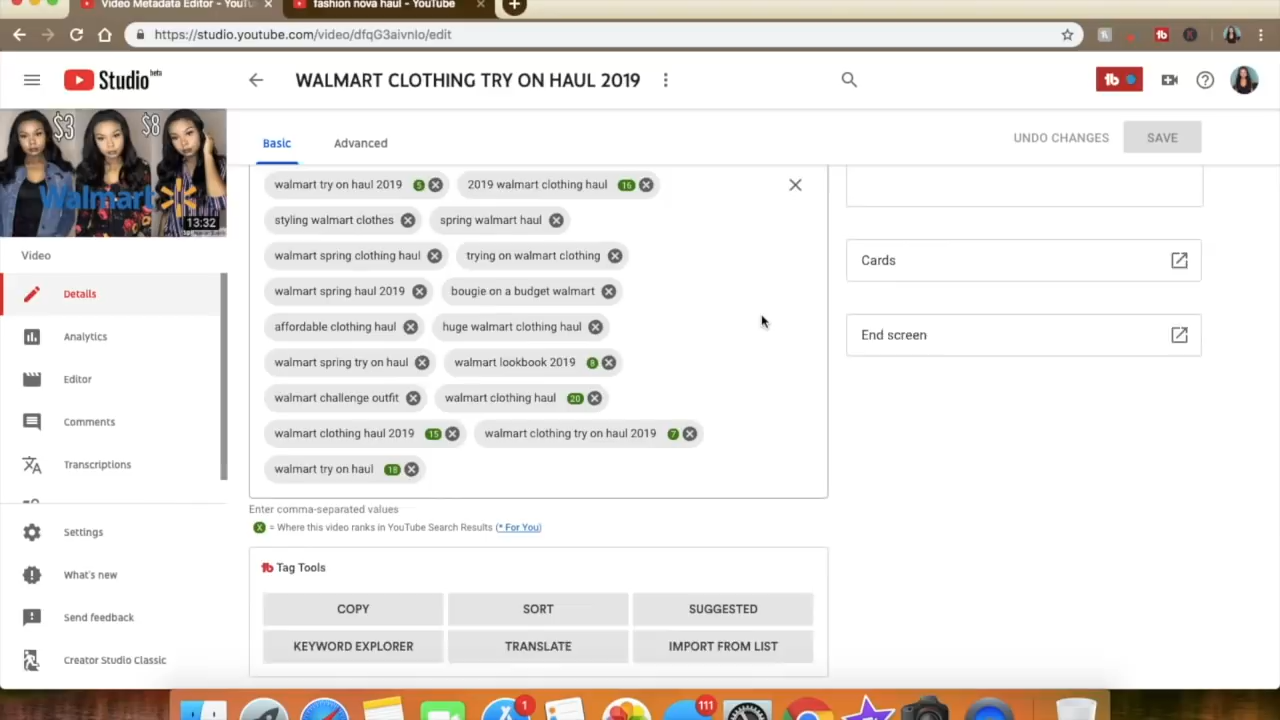 Video Metadata Editor - YouTu
fashion nova haul - YouTube
https://studio.youtube.com/video/dfqG3aivnIo/edit
Studio beta
WALMART CLOTHING TRY ON HAUL 2019
tb
$3
$8
Walmart
13:32
Basic
Advanced
UNDO CHANGES
SAVE
walmart try on haul 2019 5
2019 walmart clothing haul 16
styling walmart clothes
spring walmart haul
walmart spring clothing haul
trying on walmart clothing
walmart spring haul 2019
bougie on a budget walmart
affordable clothing haul
huge walmart clothing haul
walmart spring try on haul
walmart lookbook 2019 8
walmart challenge outfit
walmart clothing haul 20
walmart clothing haul 2019 15
walmart clothing try on haul 2019 7
walmart try on haul 18
Enter comma-separated values
X = Where this video ranks in YouTube Search Results (* For You)
tb Tag Tools
COPY
SORT
SUGGESTED
KEYWORD EXPLORER
TRANSLATE
IMPORT FROM LIST
Cards
End screen
Video
Details
Analytics
Editor
Comments
Transcriptions
Settings
What's new
Send feedback
Creator Studio Classic
1
111